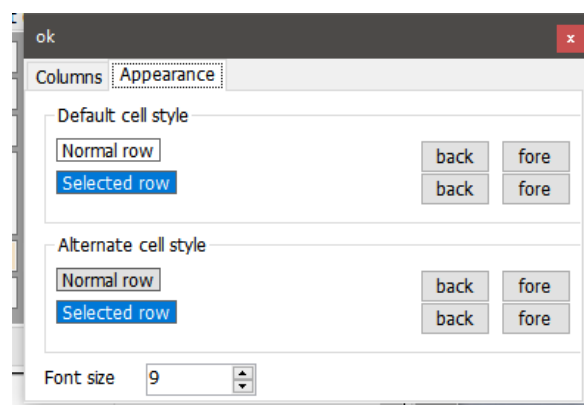 ok x
Columns Appearance
Default cell style
Normal row back fore
Selected row back fore
Alternate cell style
Normal row back fore
Selected row back fore
Font size 9